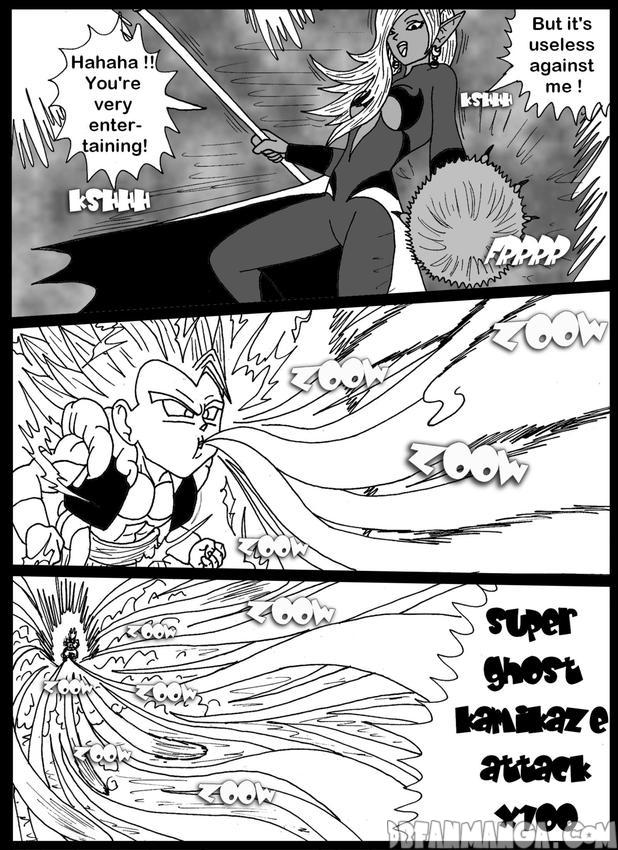 Hahaha !!
You're
very
enter-
taining!
But it's
useless
against
me !
KSHHH
KSHHH
FRRRR
ZOOW
ZOOW
ZOOW
ZOOW
ZOOW
ZOOW
ZOOW
ZOOW
ZOOW
ZOOW
super
ghost
kamikaze
attack
x100
DBFANMANGA.COM